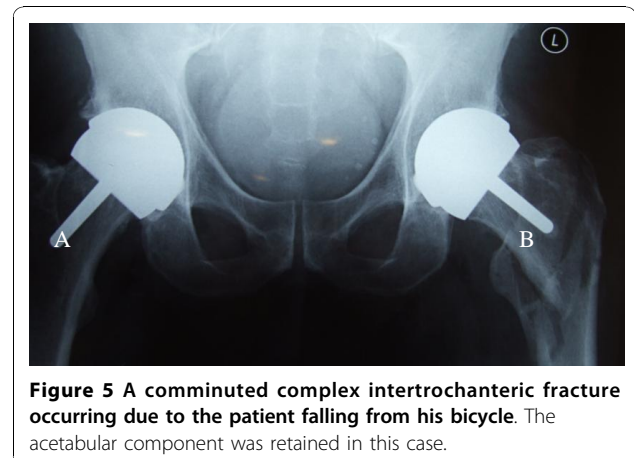 L
A
B
Figure 5 A comminuted complex intertrochanteric fracture
occurring due to the patient falling from his bicycle. The
acetabular component was retained in this case.